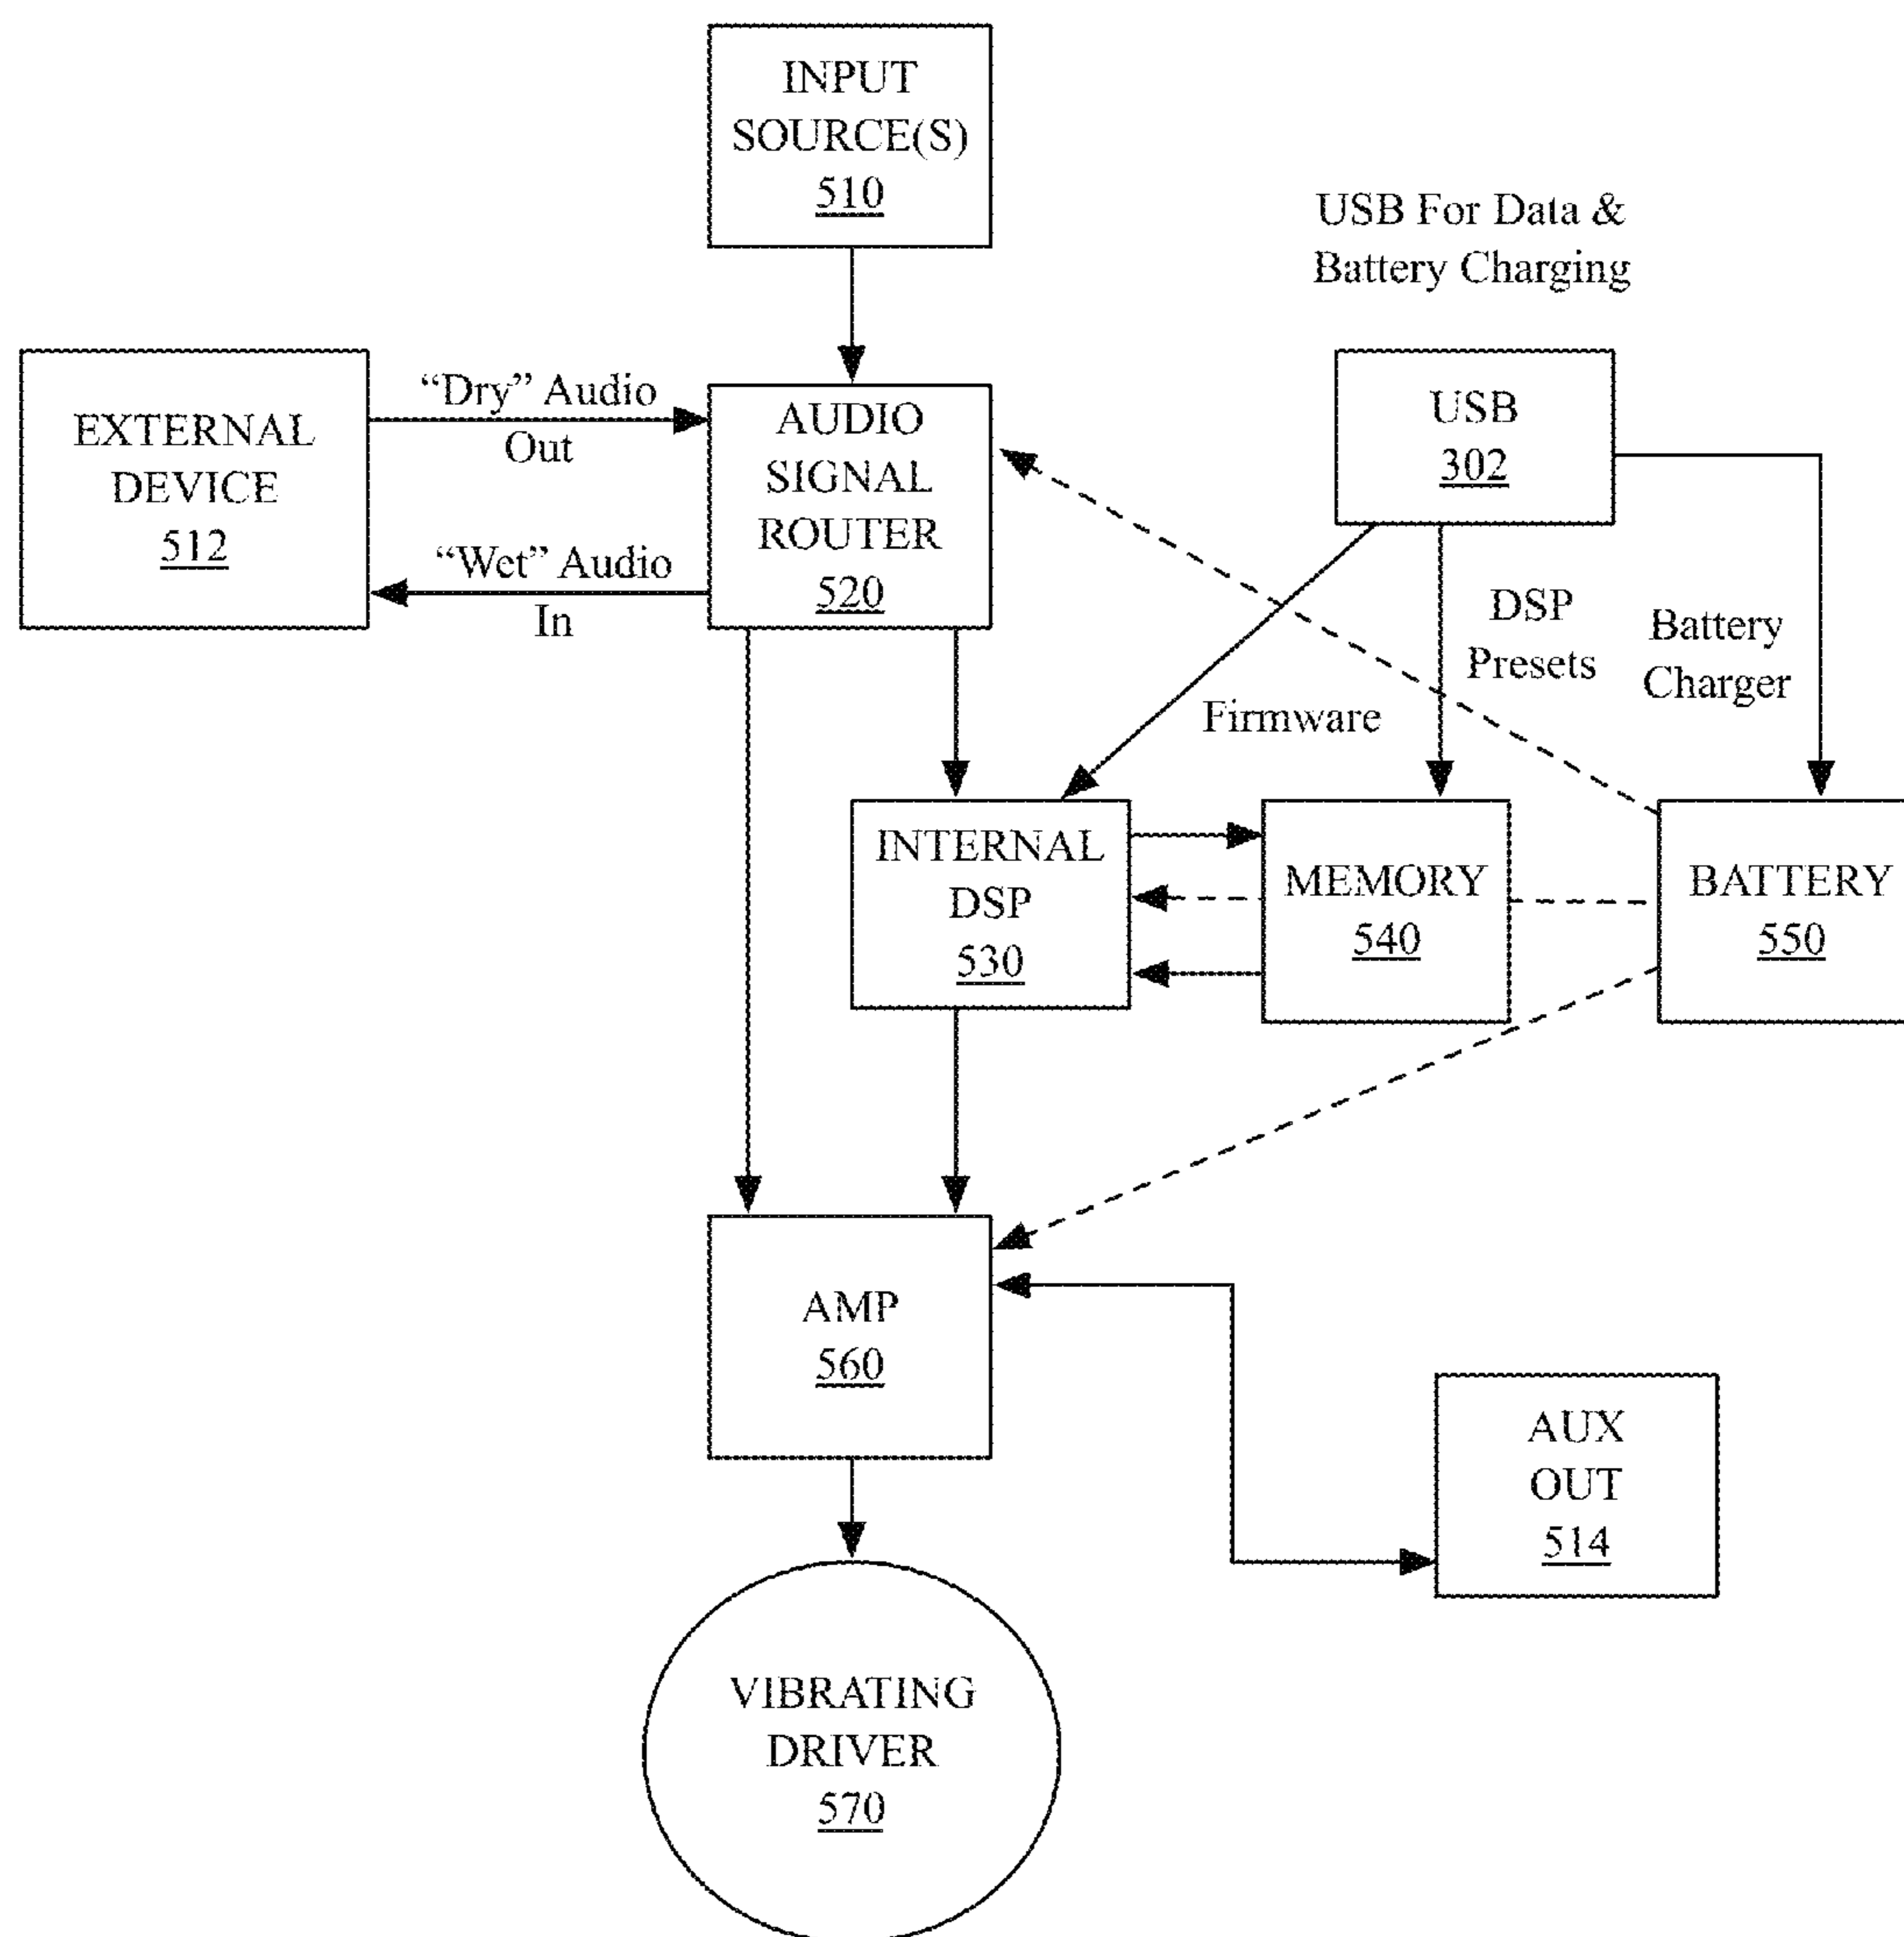 INPUT
SOURCE(S)
510
USB For Data &
Battery Charging
EXTERNAL
DEVICE
512
“Dry” Audio
Out
“Wet” Audio
In
AUDIO
SIGNAL
ROUTER
520
USB
302
DSP
Presets
Battery
Charger
Firmware
INTERNAL
DSP
530
MEMORY
540
BATTERY
550
AMP
560
AUX
OUT
514
VIBRATING
DRIVER
570